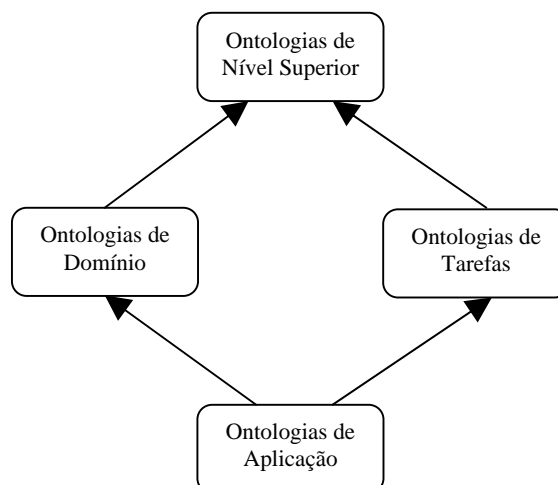 Ontologias de
Nível Superior
Ontologias de
Domínio
Ontologias de
Tarefas
Ontologias de
Aplicação